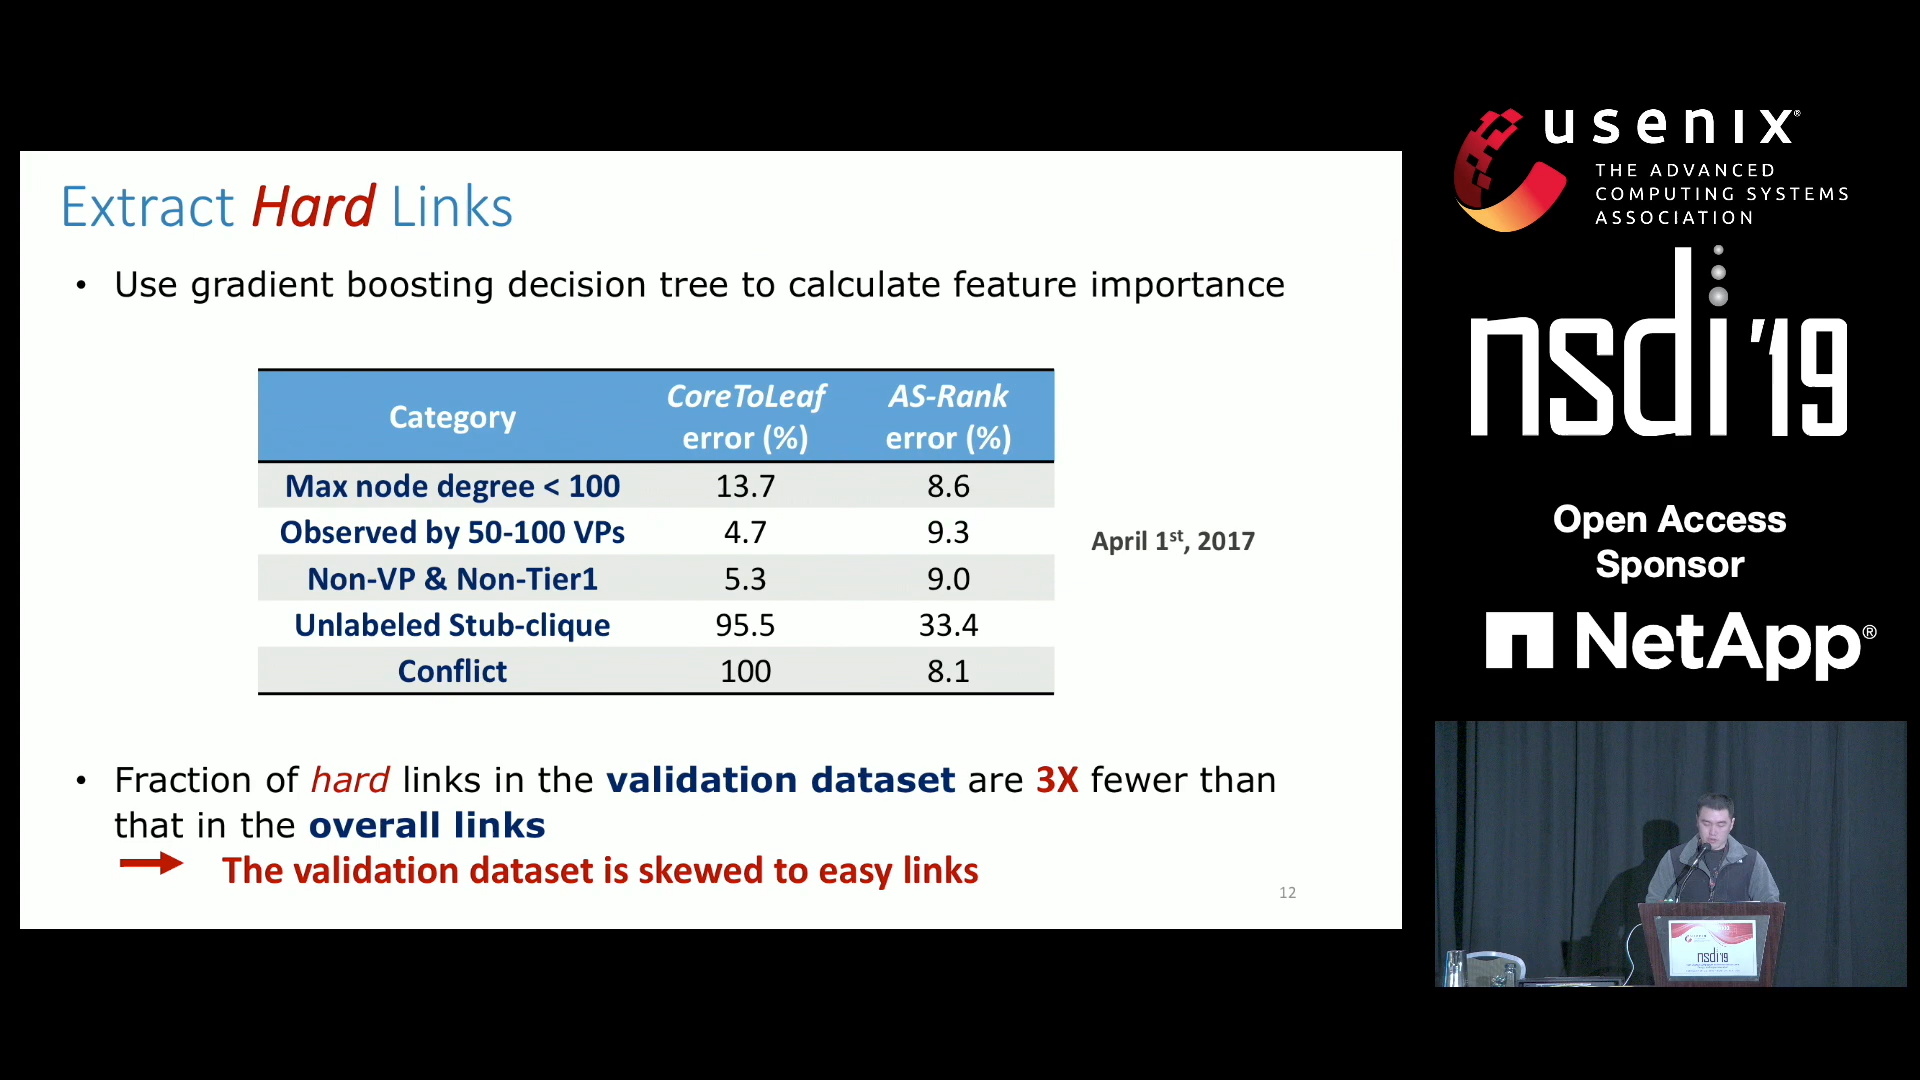 Extract Hard Links
• Use gradient boosting decision tree to calculate feature importance
Category
CoreToLeaf
error (%)
AS-Rank
error (%)
Max node degree < 100 13.7 8.6
Observed by 50-100 VPs 4.7 9.3
Non-VP & Non-Tier1 5.3 9.0
Unlabeled Stub-clique 95.5 33.4
Conflict 100 8.1
April 1st, 2017
• Fraction of hard links in the validation dataset are 3X fewer than
that in the overall links
The validation dataset is skewed to easy links
12
usenix®
THE ADVANCED
COMPUTING SYSTEMS
ASSOCIATION
nsdi '19
Open Access
Sponsor
NetApp®
nsdi'19